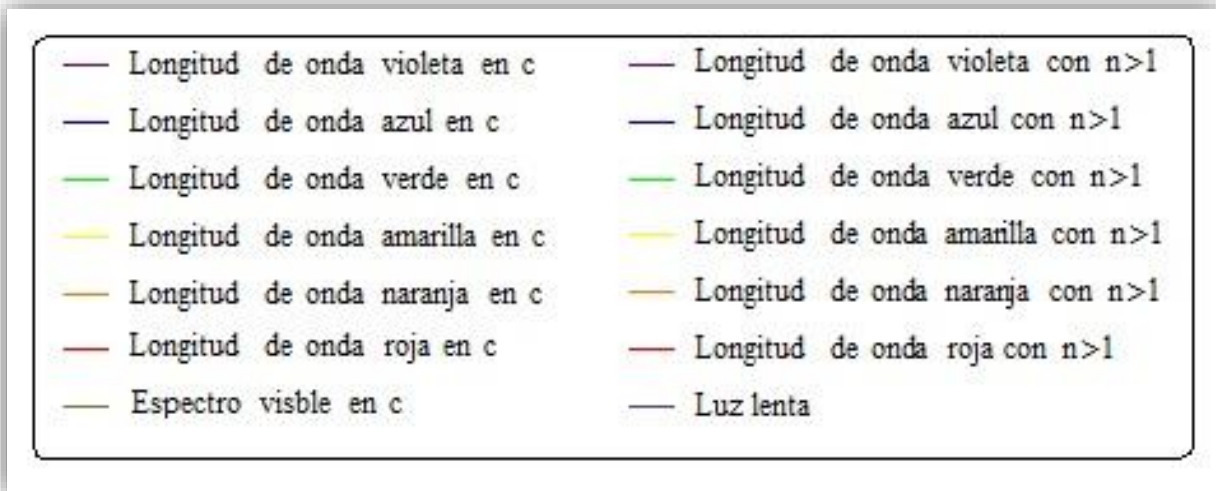 Longitud de onda violeta en c
Longitud de onda azul en c
Longitud de onda verde en c
Longitud de onda amarilla en c
Longitud de onda naranja en c
Longitud de onda roja en c
Espectro visble en c
Longitud de onda violeta con n>1
Longitud de onda azul con n>1
Longitud de onda verde con n>1
Longitud de onda amarilla con n>1
Longitud de onda naranja con n>1
Longitud de onda roja con n>1
Luz lenta